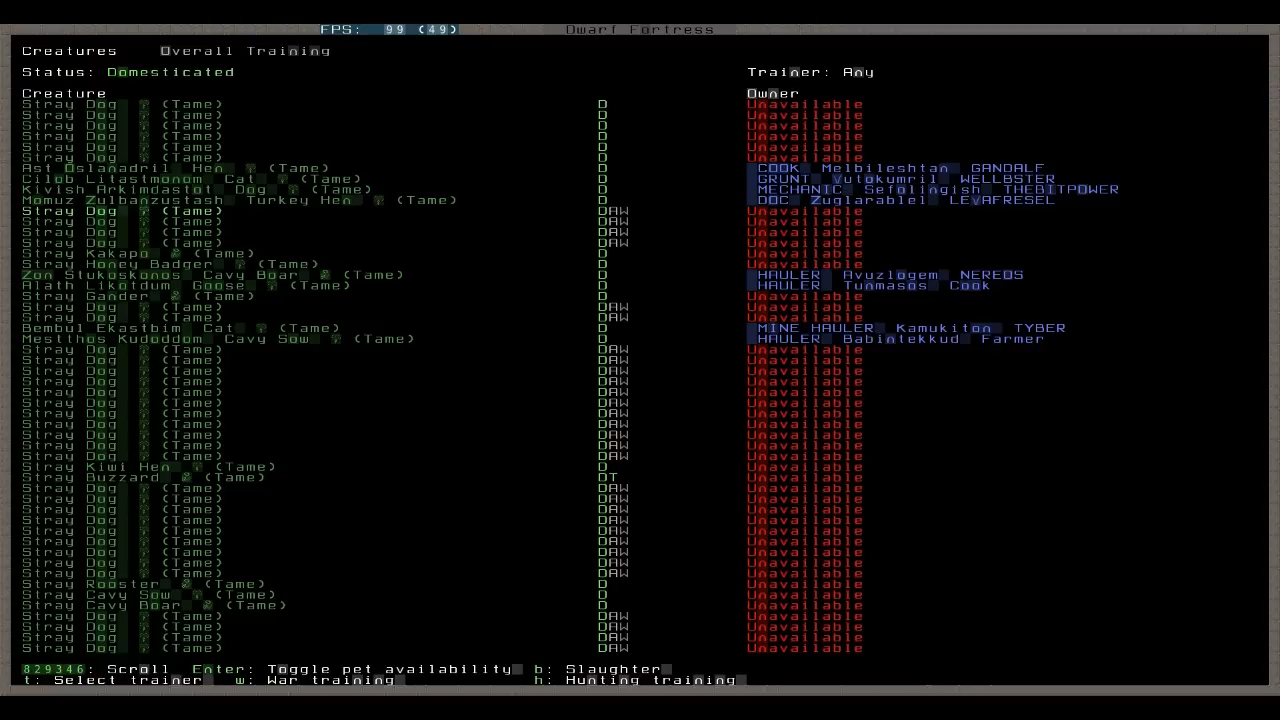 FPS: 99 (49) Dwarf Fortress
Creatures Overall Training
Status: Domesticated Trainer: Any
Creature Owner
Stray Dog ♀ (Tame) D Unavailable
Stray Dog ♀ (Tame) D Unavailable
Stray Dog ♀ (Tame) D Unavailable
Stray Dog ♀ (Tame) D Unavailable
Stray Dog ♀ (Tame) D Unavailable
Stray Dog ♀ (Tame) D Unavailable
Ast Oslanadril Hen ♀ (Tame) D COOK Melbileshtan GANDALF
Cilob Litastmonom Cat ♀ (Tame) D GRUNT Vutokumril WELLBSTER
Kivish Arkimdastot Dog ♀ (Tame) D MECHANIC Sefolingish THEBITPOWER
Momuz Zulbanzustash Turkey Hen ♀ (Tame) D DOC Zuglarablel LEVAFRESEL
Stray Dog ♀ (Tame) DAW Unavailable
Stray Dog ♀ (Tame) DAW Unavailable
Stray Dog ♀ (Tame) DAW Unavailable
Stray Dog ♀ (Tame) DAW Unavailable
Stray Kakapo ♂ (Tame) D Unavailable
Stray Honey Badger ♀ (Tame) D Unavailable
Zon Stukoskonos Cavy Boar ♂ (Tame) D HAULER Avuzlogem NEREOS
Alath Likotdum Goose ♀ (Tame) D HAULER Tunmasos Cook
Stray Gander ♂ (Tame) D Unavailable
Stray Dog ♀ (Tame) DAW Unavailable
Stray Dog ♀ (Tame) DAW Unavailable
Bembul Ekastbim Cat ♀ (Tame) D MINE HAULER Kamukiton TYBER
Mestthos Kudoddom Cavy Sow ♀ (Tame) D HAULER Babintekkud Farmer
Stray Dog ♀ (Tame) DAW Unavailable
Stray Dog ♀ (Tame) DAW Unavailable
Stray Dog ♀ (Tame) DAW Unavailable
Stray Dog ♀ (Tame) DAW Unavailable
Stray Dog ♀ (Tame) DAW Unavailable
Stray Dog ♀ (Tame) DAW Unavailable
Stray Dog ♀ (Tame) DAW Unavailable
Stray Dog ♀ (Tame) DAW Unavailable
Stray Dog ♀ (Tame) DAW Unavailable
Stray Dog ♀ (Tame) DAW Unavailable
Stray Dog ♀ (Tame) DAW Unavailable
Stray Kiwi Hen ♀ (Tame) D Unavailable
Stray Buzzard ♂ (Tame) DT Unavailable
Stray Dog ♀ (Tame) DAW Unavailable
Stray Dog ♀ (Tame) DAW Unavailable
Stray Dog ♀ (Tame) DAW Unavailable
Stray Dog ♀ (Tame) DAW Unavailable
Stray Dog ♀ (Tame) DAW Unavailable
Stray Dog ♀ (Tame) DAW Unavailable
Stray Dog ♀ (Tame) DAW Unavailable
Stray Dog ♀ (Tame) DAW Unavailable
Stray Dog ♀ (Tame) DAW Unavailable
Stray Rooster ♂ (Tame) D Unavailable
Stray Cavy Sow ♀ (Tame) D Unavailable
Stray Cavy Boar ♂ (Tame) D Unavailable
Stray Dog ♀ (Tame) DAW Unavailable
Stray Dog ♀ (Tame) DAW Unavailable
Stray Dog ♀ (Tame) DAW Unavailable
Stray Dog ♀ (Tame) DAW Unavailable
829346: Scroll Enter: Toggle pet availability b: Slaughter
t: Select trainer w: War training h: Hunting training